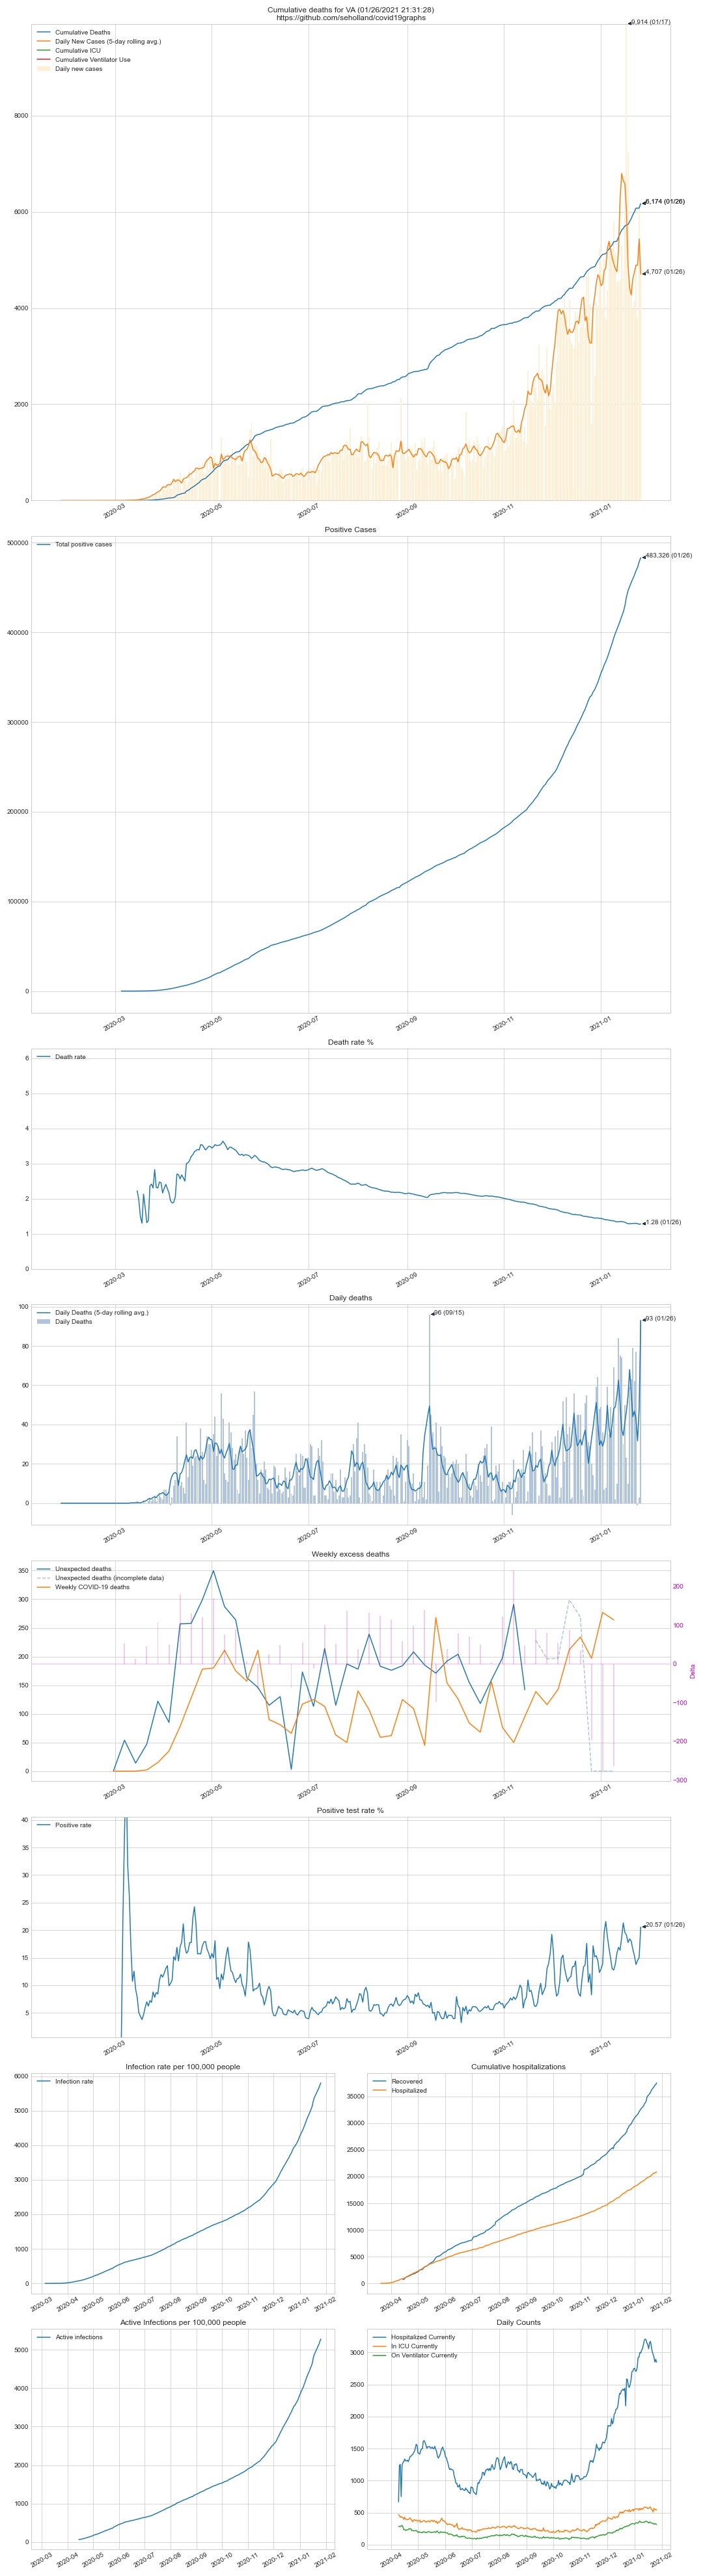 Cumulative deaths for VA (01/26/2021 21:31:28)
https://github.com/seholland/covid19graphs
Cumulative Deaths
Daily New Cases (5-day rolling avg.)
Cumulative ICU
Cumulative Ventilator Use
Daily new cases
9,914 (01/17)
6,174 (01/26)
4,707 (01/26)
8000
6000
4000
2000
0
2020-03 2020-05 2020-07 2020-09 2020-11 2021-01
Positive Cases
Total positive cases
483,326 (01/26)
500000
400000
300000
200000
100000
0
2020-03 2020-05 2020-07 2020-09 2020-11 2021-01
Death rate %
Death rate
1.28 (01/26)
6
5
4
3
2
1
0
2020-03 2020-05 2020-07 2020-09 2020-11 2021-01
Daily deaths
Daily Deaths (5-day rolling avg.)
Daily Deaths
96 (09/15)
93 (01/26)
100
80
60
40
20
0
2020-03 2020-05 2020-07 2020-09 2020-11 2021-01
Weekly excess deaths
Unexpected deaths
Unexpected deaths (incomplete data)
Weekly COVID-19 deaths
350
300
250
200
150
100
50
0
200
100
0
−100
−200
−300
Delta
2020-03 2020-05 2020-07 2020-09 2020-11 2021-01
Positive test rate %
Positive rate
20.57 (01/26)
40
35
30
25
20
15
10
5
2020-03 2020-05 2020-07 2020-09 2020-11 2021-01
Infection rate per 100,000 people
Infection rate
6000
5000
4000
3000
2000
1000
0
2020-03 2020-04 2020-05 2020-06 2020-07 2020-08 2020-09 2020-10 2020-11 2020-12 2021-01 2021-02
Cumulative hospitalizations
Recovered
Hospitalized
35000
30000
25000
20000
15000
10000
5000
0
2020-04 2020-05 2020-06 2020-07 2020-08 2020-09 2020-10 2020-11 2020-12 2021-01 2021-02
Active Infections per 100,000 people
Active infections
5000
4000
3000
2000
1000
0
2020-03 2020-04 2020-05 2020-06 2020-07 2020-08 2020-09 2020-10 2020-11 2020-12 2021-01 2021-02
Daily Counts
Hospitalized Currently
In ICU Currently
On Ventilator Currently
3000
2500
2000
1500
1000
500
0
2020-04 2020-05 2020-06 2020-07 2020-08 2020-09 2020-10 2020-11 2020-12 2021-01 2021-02